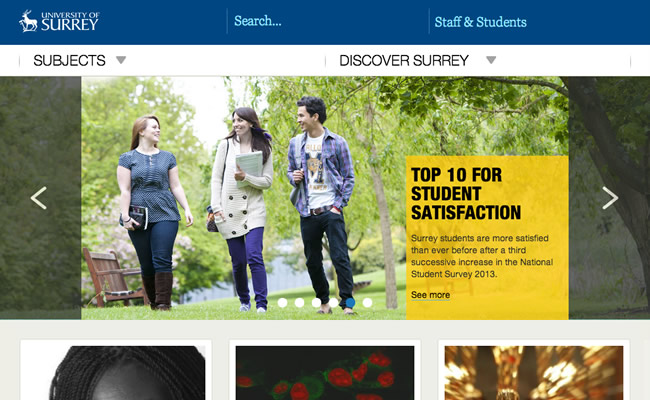 UNIVERSITY OF
SURREY
Search...
Staff & Students
SUBJECTS
DISCOVER SURREY
TOP 10 FOR
STUDENT
SATISFACTION
Surrey students are more satisfied
than ever before after a third
successive increase in the National
Student Survey 2013.
See more